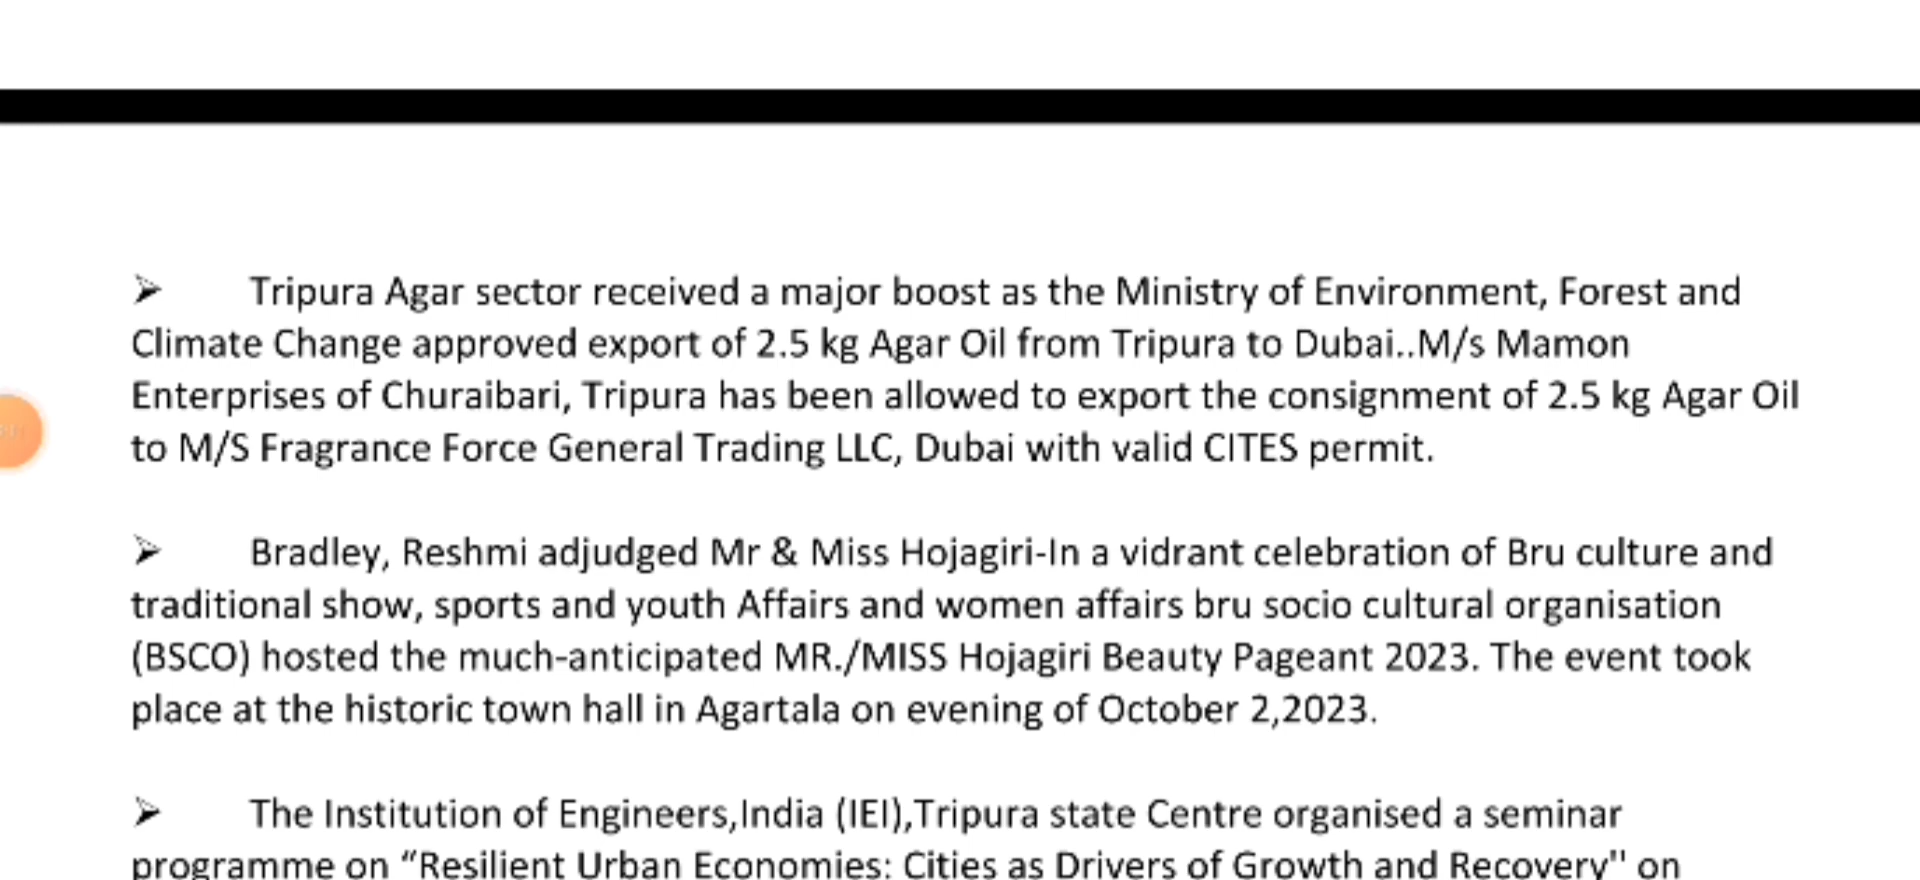 ➢ Tripura Agar sector received a major boost as the Ministry of Environment, Forest and
Climate Change approved export of 2.5 kg Agar Oil from Tripura to Dubai..M/s Mamon
Enterprises of Churaibari, Tripura has been allowed to export the consignment of 2.5 kg Agar Oil
to M/S Fragrance Force General Trading LLC, Dubai with valid CITES permit.
➢ Bradley, Reshmi adjudged Mr & Miss Hojagiri-In a vidrant celebration of Bru culture and
traditional show, sports and youth Affairs and women affairs bru socio cultural organisation
(BSCO) hosted the much-anticipated MR./MISS Hojagiri Beauty Pageant 2023. The event took
place at the historic town hall in Agartala on evening of October 2,2023.
➢ The Institution of Engineers,India (IEI),Tripura state Centre organised a seminar
programme on “Resilient Urban Economies: Cities as Drivers of Growth and Recovery" on